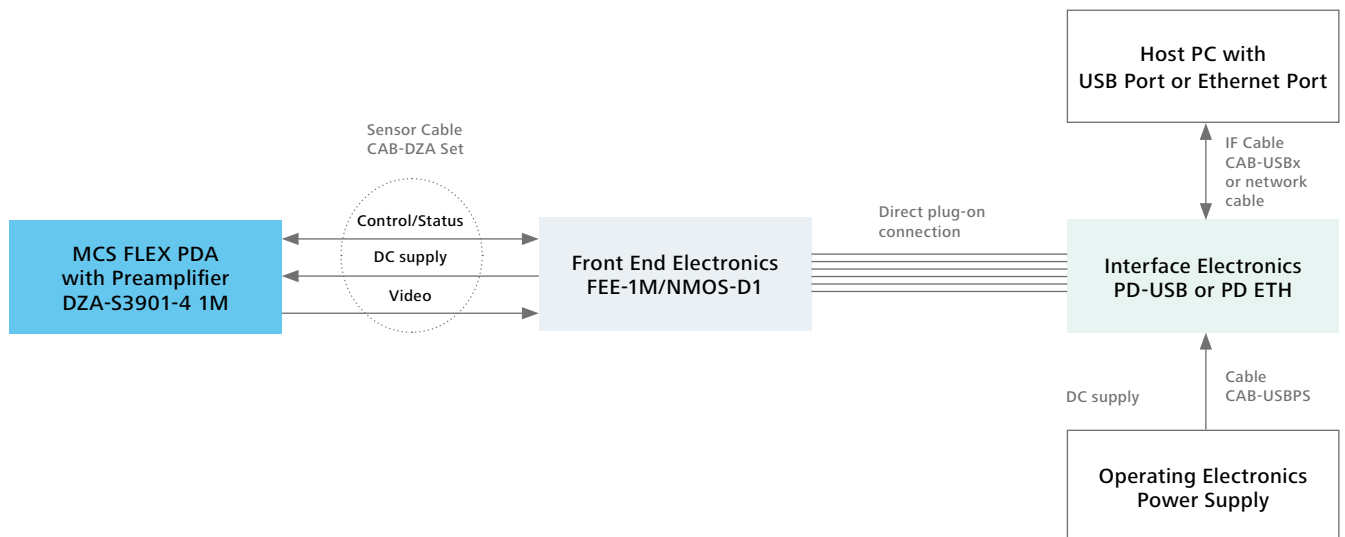 Host PC with
USB Port or Ethernet Port
Sensor Cable
CAB-DZA Set
IF Cable
CAB-USBx
or network
cable
Control/Status
DC supply
Video
MCS FLEX PDA
with Preamplifier
DZA-S3901-4 1M
Front End Electronics
FEE-1M/NMOS-D1
Direct plug-on
connection
Interface Electronics
PD-USB or PD ETH
DC supply
Cable
CAB-USBPS
Operating Electronics
Power Supply